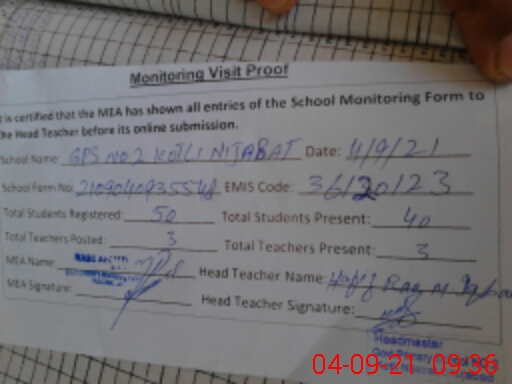 Monitoring Visit Proof
is certified that the MEA has shown all entries of the School Monitoring Form to
the Head Teacher before its online submission.
School Name: GPS NO 2 KOTLI NIJABAT Date: 4/9/21
School Form No: EMIS Code: 36120123
Total Students Registered: 50 Total Students Present: 40
Total Teachers Posted: 3 Total Teachers Present: 3
MEA Name: Head Teacher Name: Hafiz
MEA Signature: Head Teacher Signature:
Headmaster
04-09-21 09:36